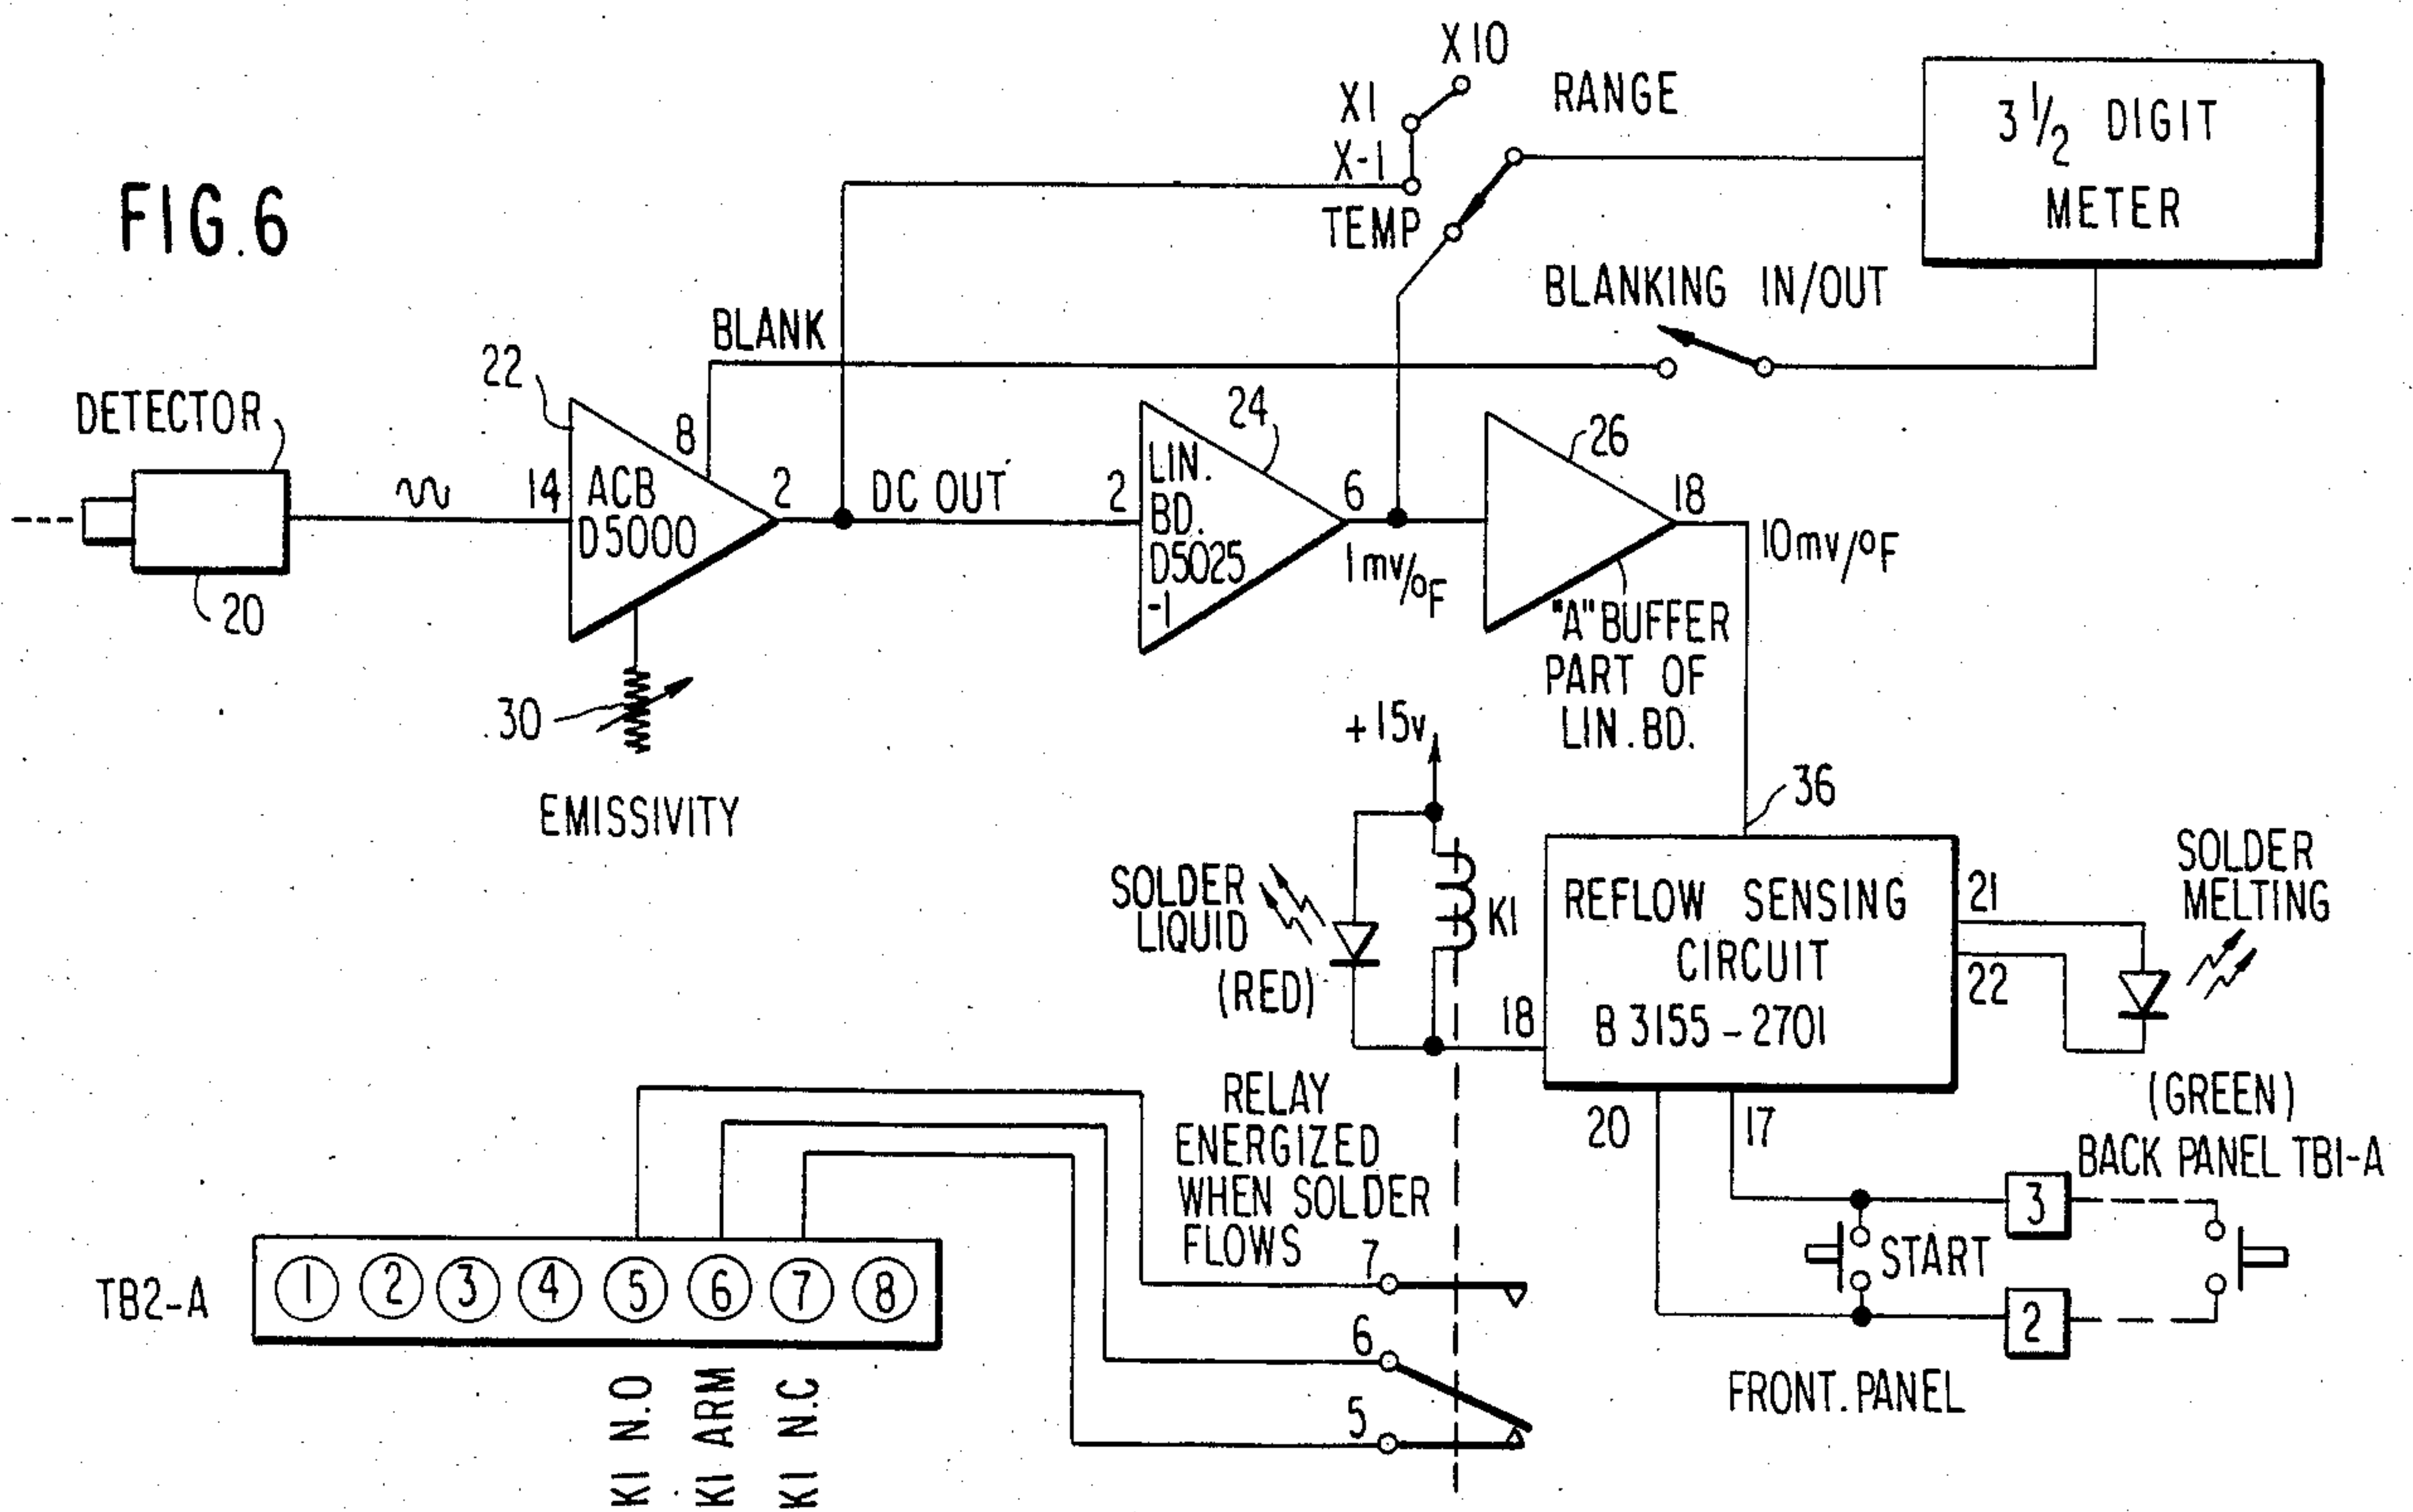 FIG.6
X10
X1
X-1
TEMP
RANGE
3 1/2 DIGIT
METER
BLANKING IN/OUT
BLANK
22
DETECTOR
20
14
8
ACB
D5000
2
DC OUT
2
LIN.
BD.
D5025
-1
24
6
1mv/°F
26
18
10mv/°F
"A" BUFFER
PART OF
LIN. BD.
30
EMISSIVITY
+15v
36
SOLDER
LIQUID
(RED)
K1
18
REFLOW SENSING
CIRCUIT
B 3155-2701
21
22
SOLDER
MELTING
(GREEN)
20
17
BACK PANEL TB1-A
3
START
2
FRONT.PANEL
RELAY
ENERGIZED
WHEN SOLDER
FLOWS
7
6
5
TB2-A
1 2 3 4 5 6 7 8
K1 N.O
K1 ARM
K1 N.C